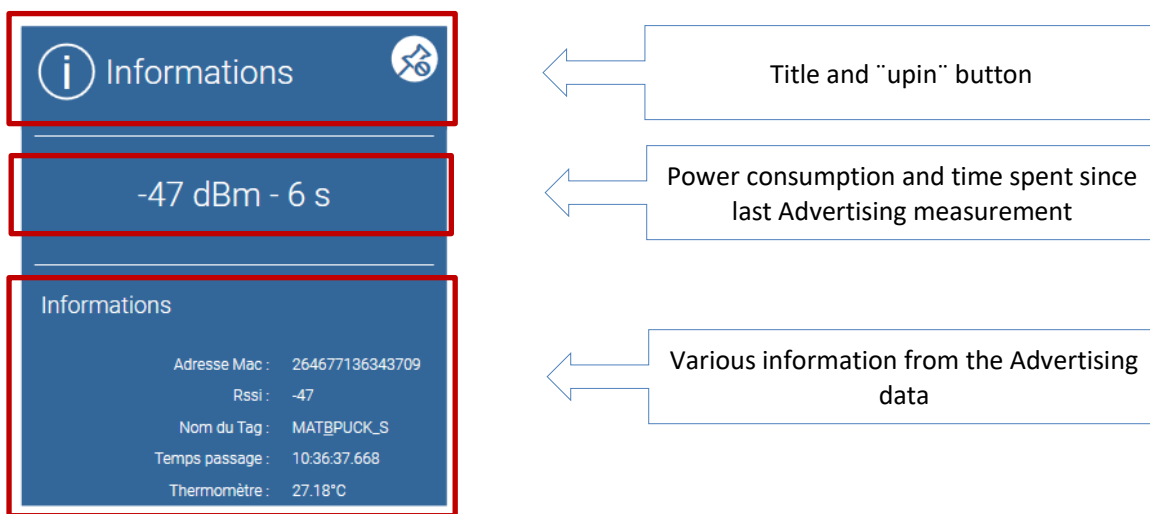 Informations
Title and ¨upin¨ button
-47 dBm - 6 s
Power consumption and time spent since
last Advertising measurement
Informations
Adresse Mac : 264677136343709
Rssi : -47
Nom du Tag : MATBPUCK_S
Temps passage : 10:36:37.668
Thermomètre : 27.18°C
Various information from the Advertising
data